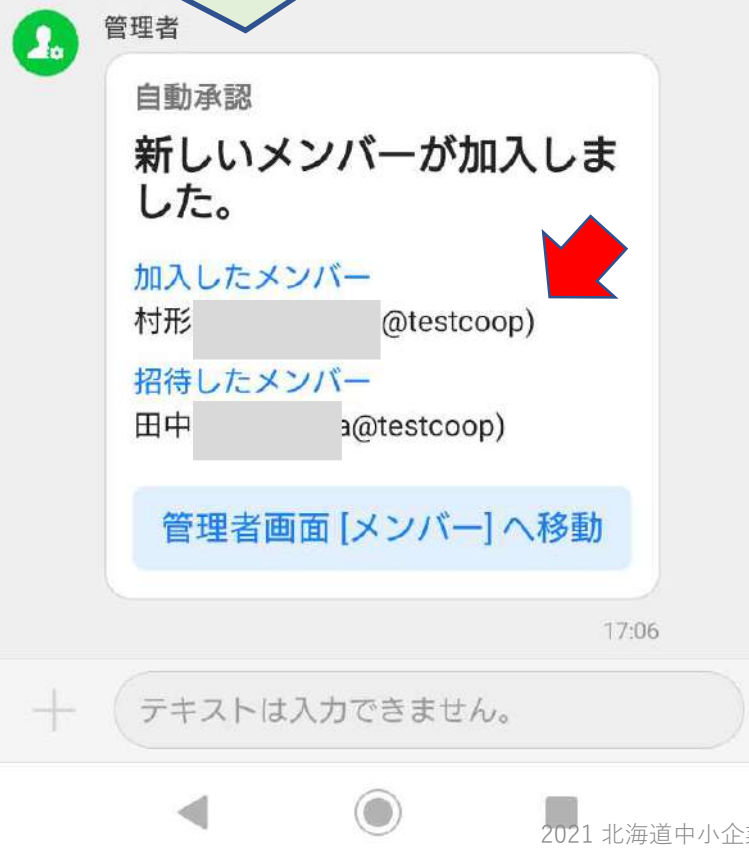 管理者
自動承認
新しいメンバーが加入しま
した。
加入したメンバー
村形 @testcoop)
招待したメンバー
田中 a@testcoop)
管理者画面 [メンバー] へ移動
17:06
テキストは入力できません。
2021 北海道中小企業